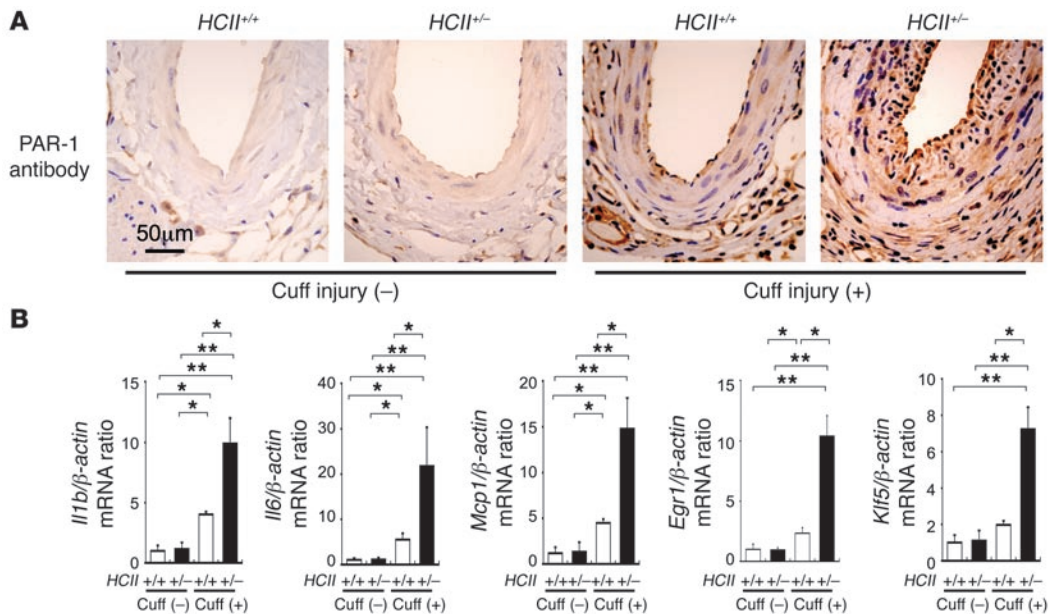 A
HCII+/+
HCII+/–
HCII+/+
HCII+/–
PAR-1
antibody
50μm
Cuff injury (–)
Cuff injury (+)
B
*
**
**
*
*
15
10
5
0
Il1b/β-actin
mRNA ratio
HCII +/+ +/– +/+ +/–
Cuff (–) Cuff (+)
*
**
**
*
*
40
30
20
10
0
Il6/β-actin
mRNA ratio
HCII +/+ +/– +/+ +/–
Cuff (–) Cuff (+)
*
**
**
*
*
20
15
10
5
0
Mcp1/β-actin
mRNA ratio
HCII +/+ +/– +/+ +/–
Cuff (–) Cuff (+)
* *
**
**
15
10
5
0
Egr1/β-actin
mRNA ratio
HCII +/+ +/– +/+ +/–
Cuff (–) Cuff (+)
*
**
**
10
8
6
4
2
0
Klf5/β-actin
mRNA ratio
HCII +/+ +/– +/+ +/–
Cuff (–) Cuff (+)